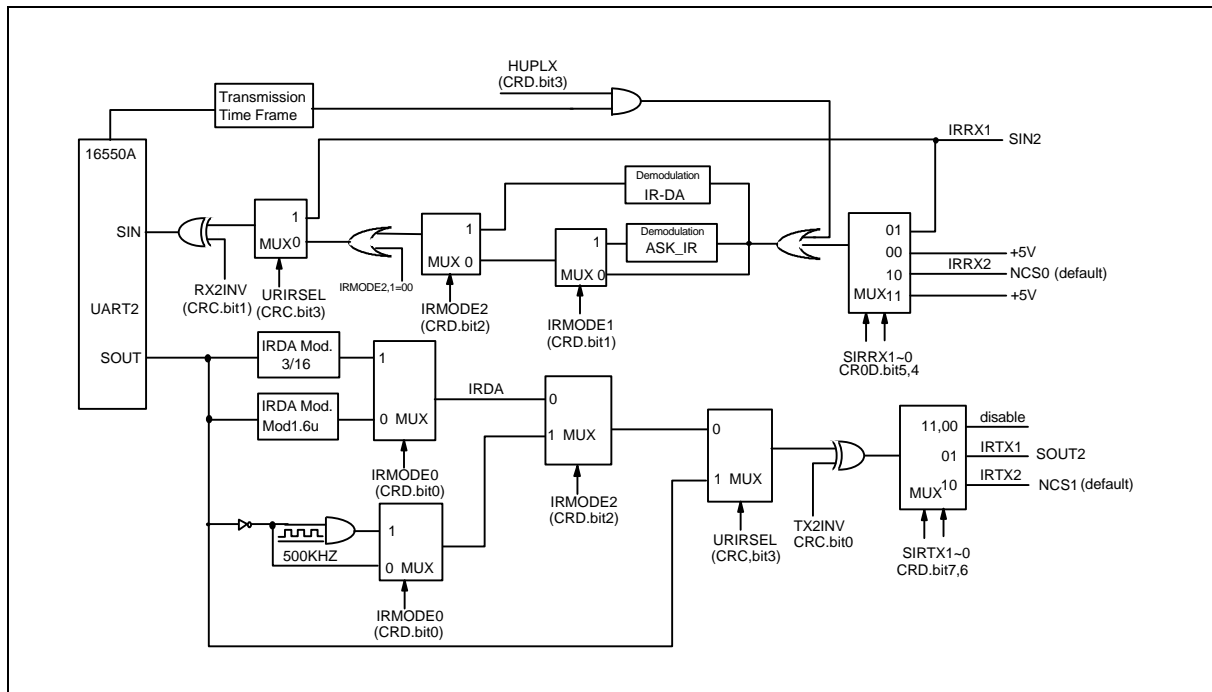 HUPLX
(CRD.bit3)
Transmission
Time Frame
16550A
IRRX1
SIN2
Demodulation
IR-DA
Demodulation
ASK_IR
SIN
1
MUX 0
1
MUX 0
1
MUX 0
01
00
10
MUX 11
+5V
IRRX2
NCS0 (default)
+5V
RX2INV
(CRC.bit1)
URIRSEL
(CRC.bit3)
IRMODE2,1=00
IRMODE2
(CRD.bit2)
IRMODE1
(CRD.bit1)
SIRRX1~0
CR0D.bit5,4
UART2
SOUT
IRDA Mod.
3/16
IRDA Mod.
Mod1.6u
1
0 MUX
IRDA
0
1 MUX
0
1 MUX
11,00
01
10
MUX
disable
IRTX1
SOUT2
IRTX2
NCS1 (default)
IRMODE0
(CRD.bit0)
IRMODE2
(CRD.bit2)
URIRSEL
(CRC,bit3)
TX2INV
CRC.bit0
SIRTX1~0
CRD.bit7,6
500KHZ
1
0 MUX
IRMODE0
(CRD.bit0)